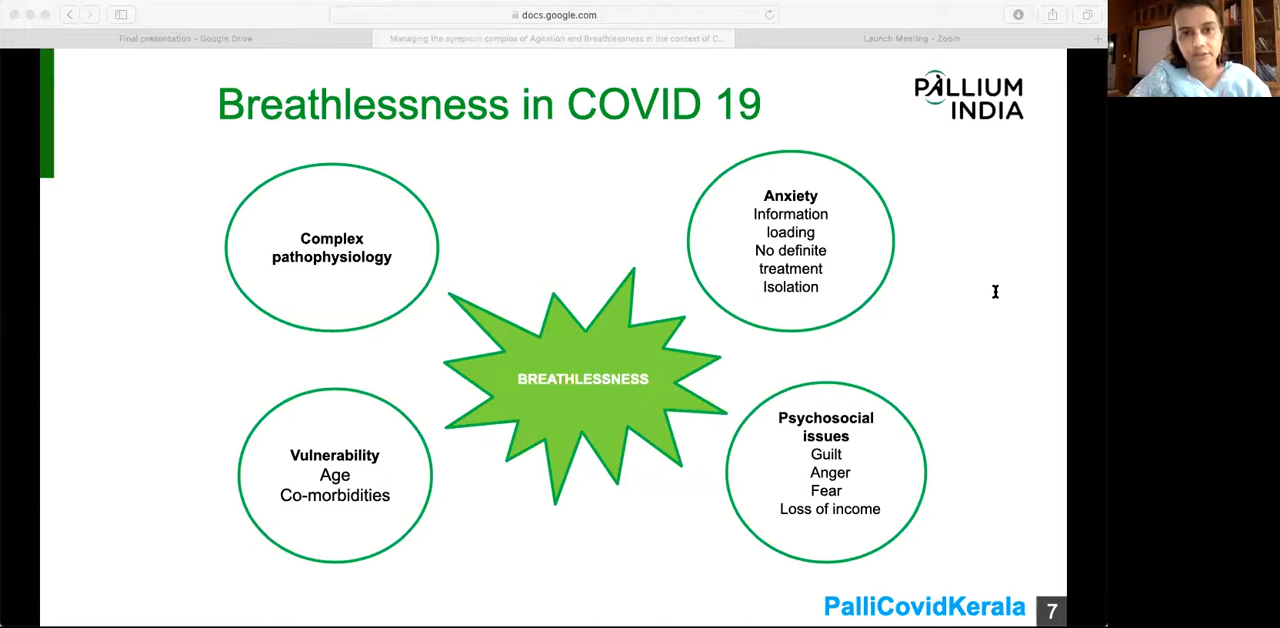 docs.google.com
Final presentation - Google Drive
Managing the symptom complex of Agitation and Breathlessness in the context of C...
Launch Meeting - Zoom
Breathlessness in COVID 19
PALLIUM
INDIA
Complex
pathophysiology
Anxiety
Information
loading
No definite
treatment
Isolation
BREATHLESSNESS
Vulnerability
Age
Co-morbidities
Psychosocial
issues
Guilt
Anger
Fear
Loss of income
PalliCovidKerala
7